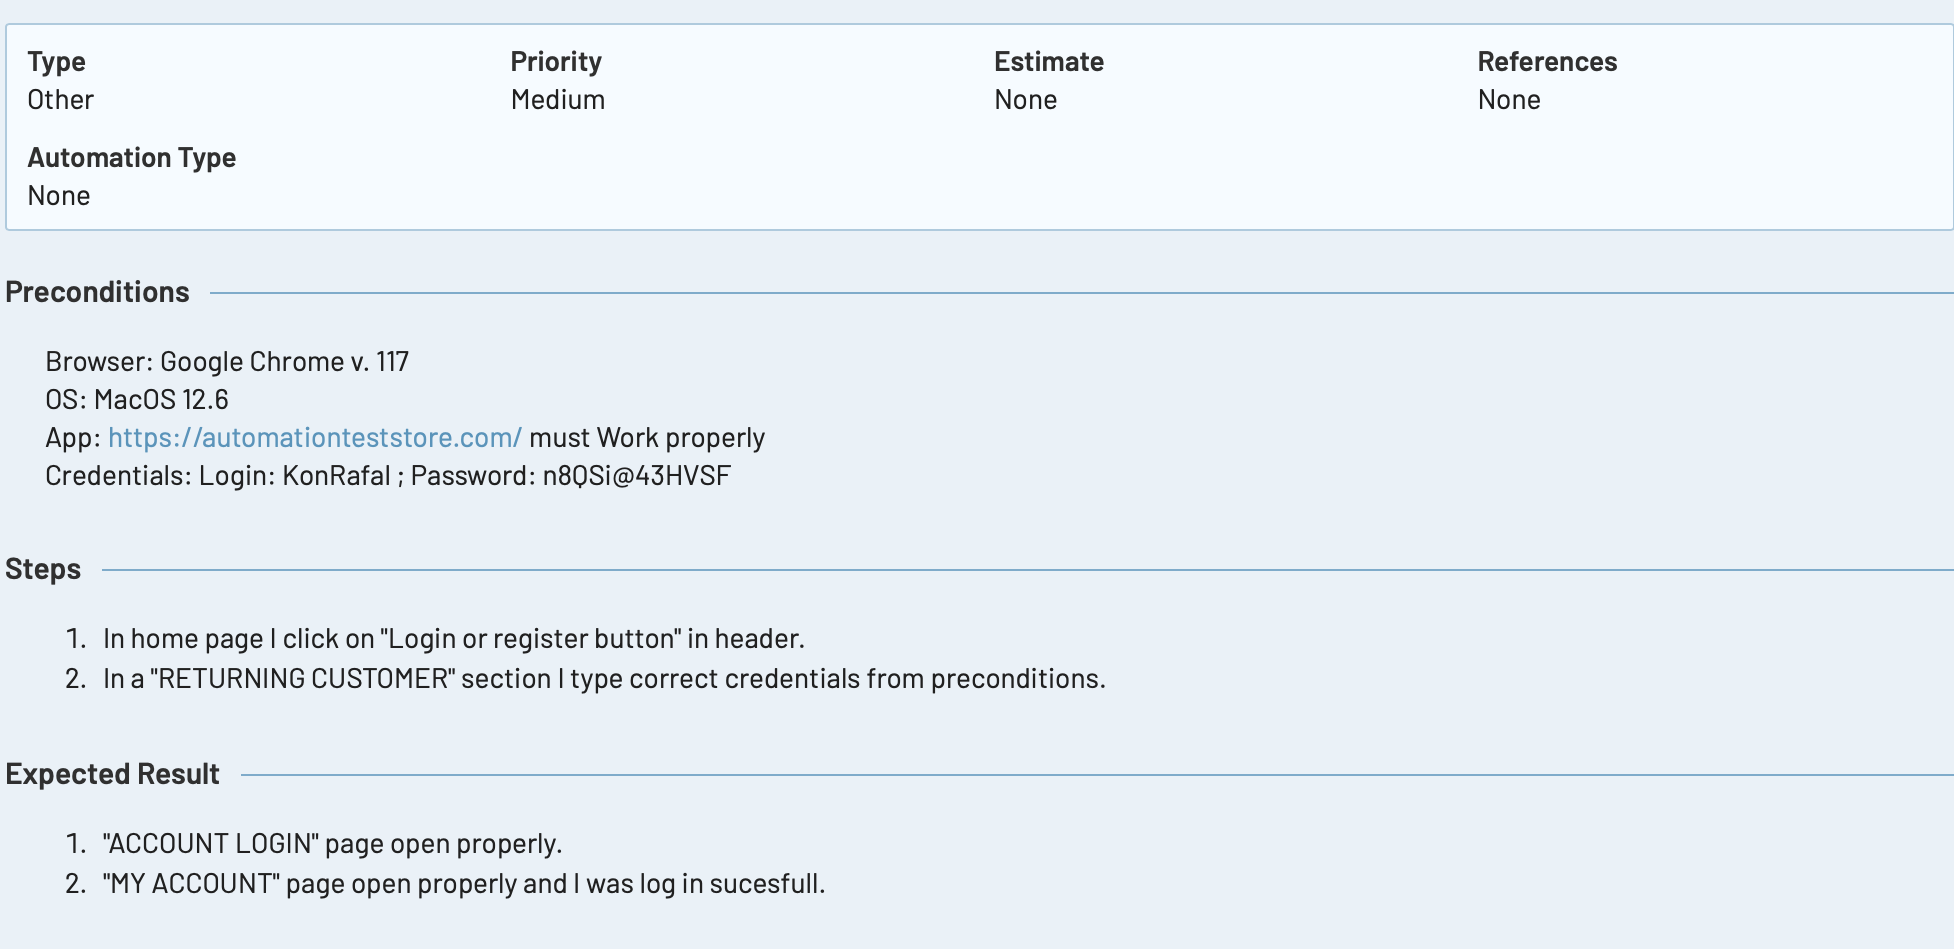 Type Priority Estimate References
Other Medium None None
Automation Type
None
Preconditions
Browser: Google Chrome v. 117
OS: MacOS 12.6
App: https://automationteststore.com/ must Work properly
Credentials: Login: KonRafal ; Password: n8QSi@43HVSF
Steps
1. In home page I click on "Login or register button" in header.
2. In a "RETURNING CUSTOMER" section I type correct credentials from preconditions.
Expected Result
1. "ACCOUNT LOGIN" page open properly.
2. "MY ACCOUNT" page open properly and I was log in sucesfull.